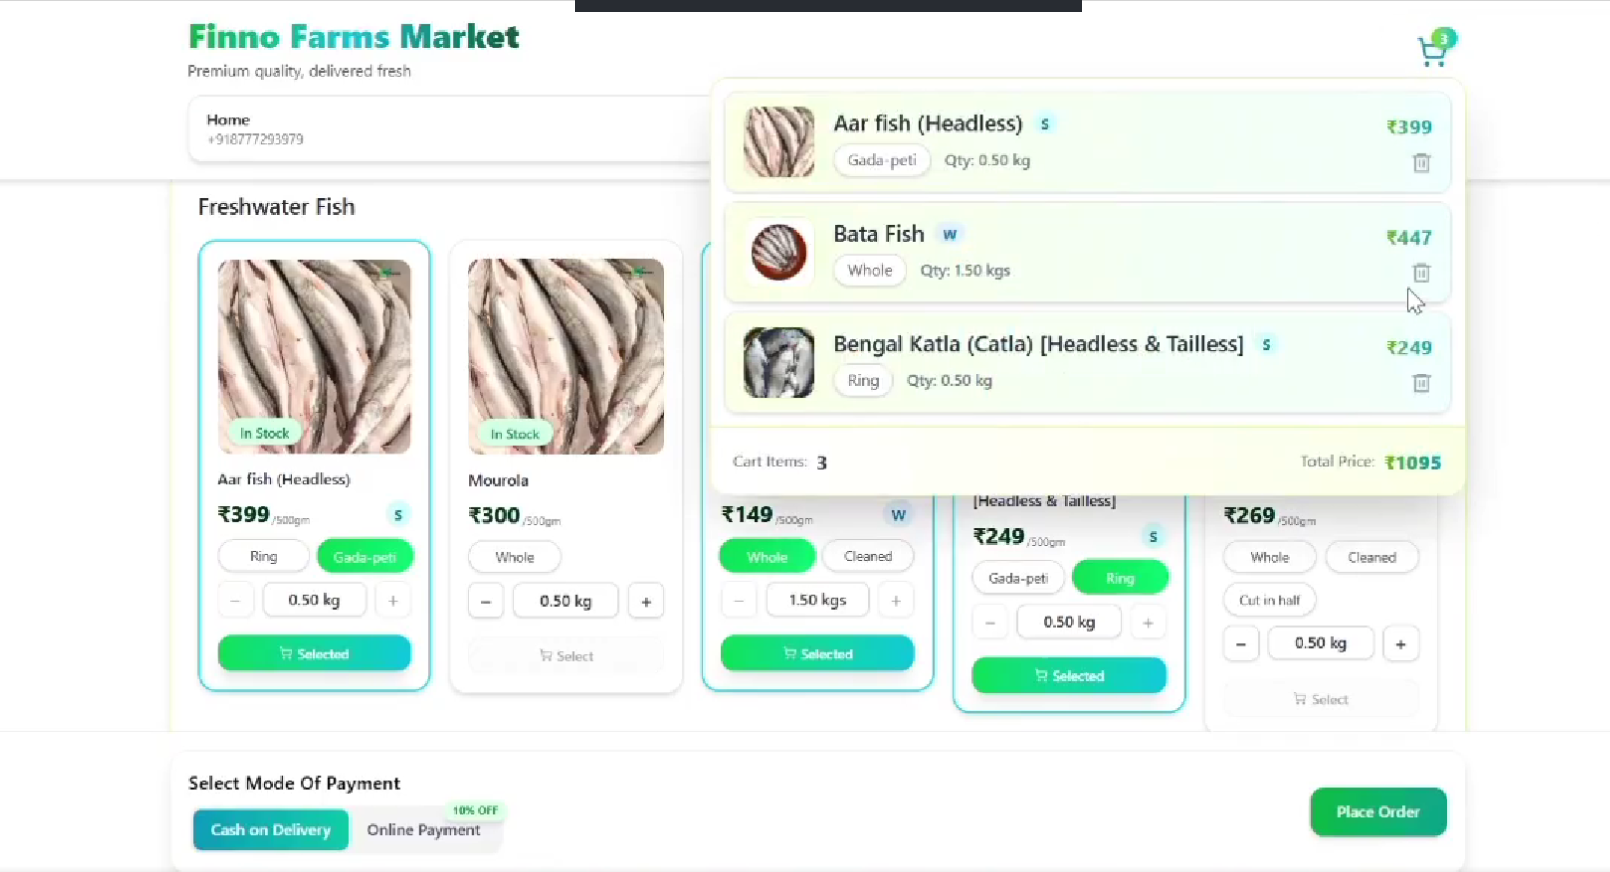 Finno Farms Market
Premium quality, delivered fresh
3
Home
+918777293979
Aar fish (Headless) S
₹399
Gada-peti Qty: 0.50 kg
Bata Fish W
₹447
Whole Qty: 1.50 kgs
Bengal Katla (Catla) [Headless & Tailless] S
₹249
Ring Qty: 0.50 kg
Cart Items: 3
Total Price: ₹1095
Freshwater Fish
In Stock
Aar fish (Headless)
₹399 /500gm S
Ring Gada-peti
− 0.50 kg +
Selected
In Stock
Mourola
₹300 /500gm
Whole
− 0.50 kg +
Select
₹149 /500gm W
Whole Cleaned
− 1.50 kgs +
Selected
[Headless & Tailless]
₹249 /500gm S
Gada-peti Ring
− 0.50 kg +
Selected
₹269 /500gm
Whole Cleaned
Cut in half
− 0.50 kg +
Select
Select Mode Of Payment
10% OFF
Cash on Delivery Online Payment
Place Order